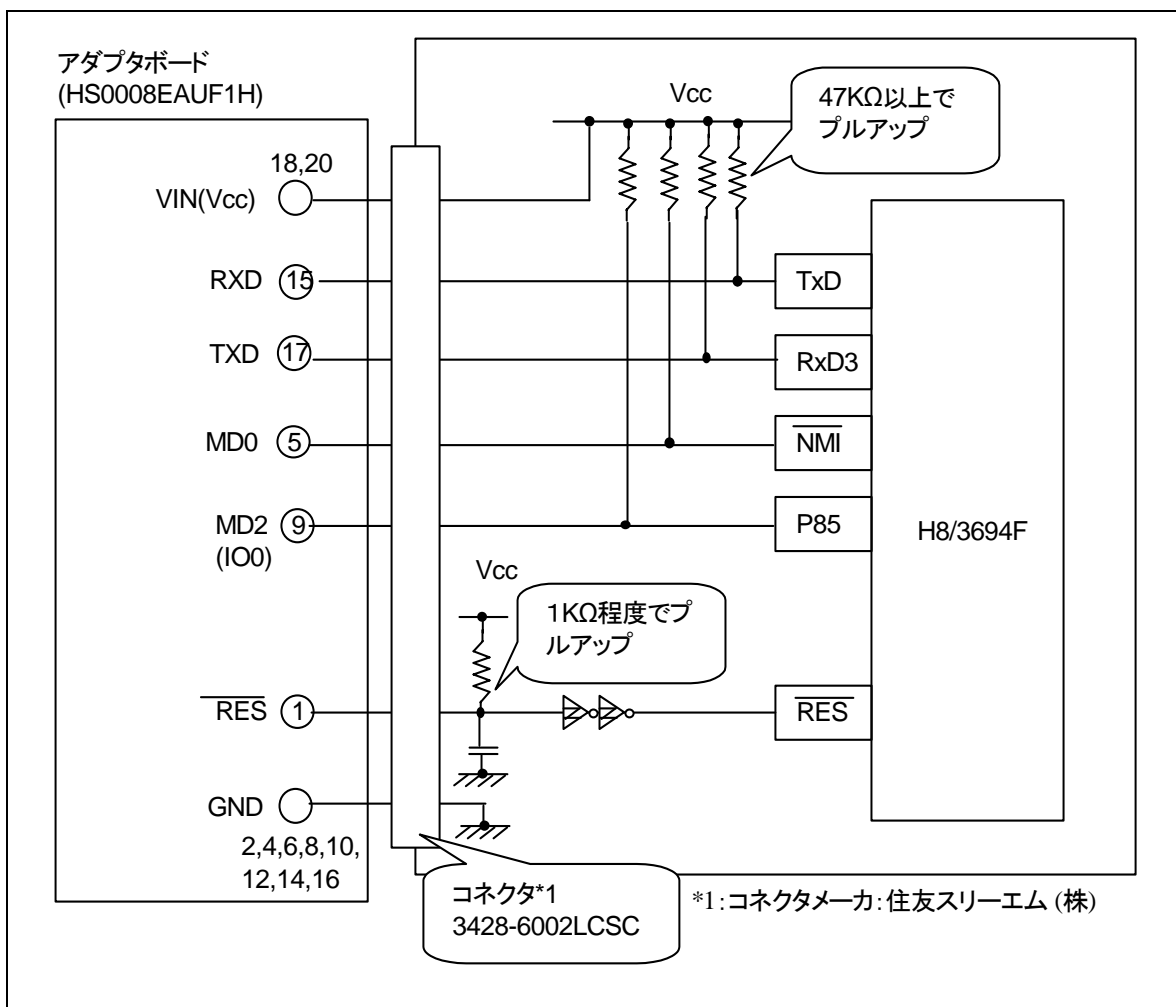 アダプタボード
(HS0008EAUF1H)
Vcc
47KΩ以上で
プルアップ
18,20
VIN(Vcc)
RXD 15
TxD
TXD 17
RxD3
MD0 5
NMI
MD2 9
(IO0)
P85
H8/3694F
Vcc
1KΩ程度でプ
ルアップ
RES 1
RES
GND
2,4,6,8,10,
12,14,16
コネクタ*1
3428-6002LCSC
*1:コネクタメーカ:住友スリーエム (株)